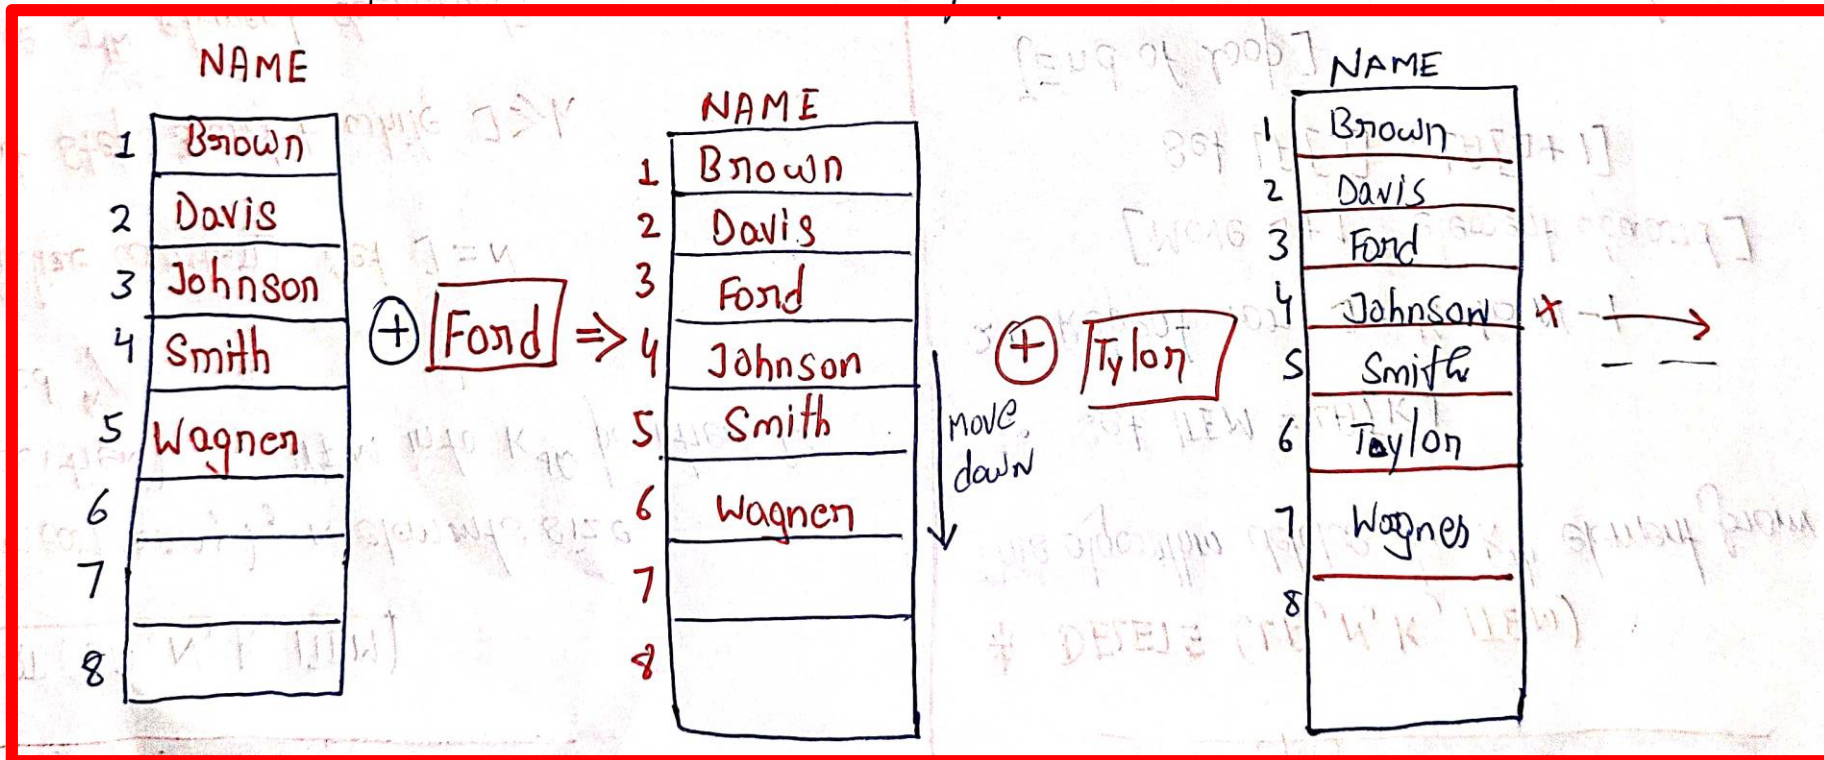 NAME
1 Brown
2 Davis
3 Johnson
4 Smith
5 Wagner
6
7
8
+ Ford =>
NAME
1 Brown
2 Davis
3 Ford
4 Johnson
5 Smith
6 Wagner
7
8
Move
down
+ Tylor
NAME
1 Brown
2 Davis
3 Ford
4 Johnson
5 Smith
6 Taylor
7 Wagner
8